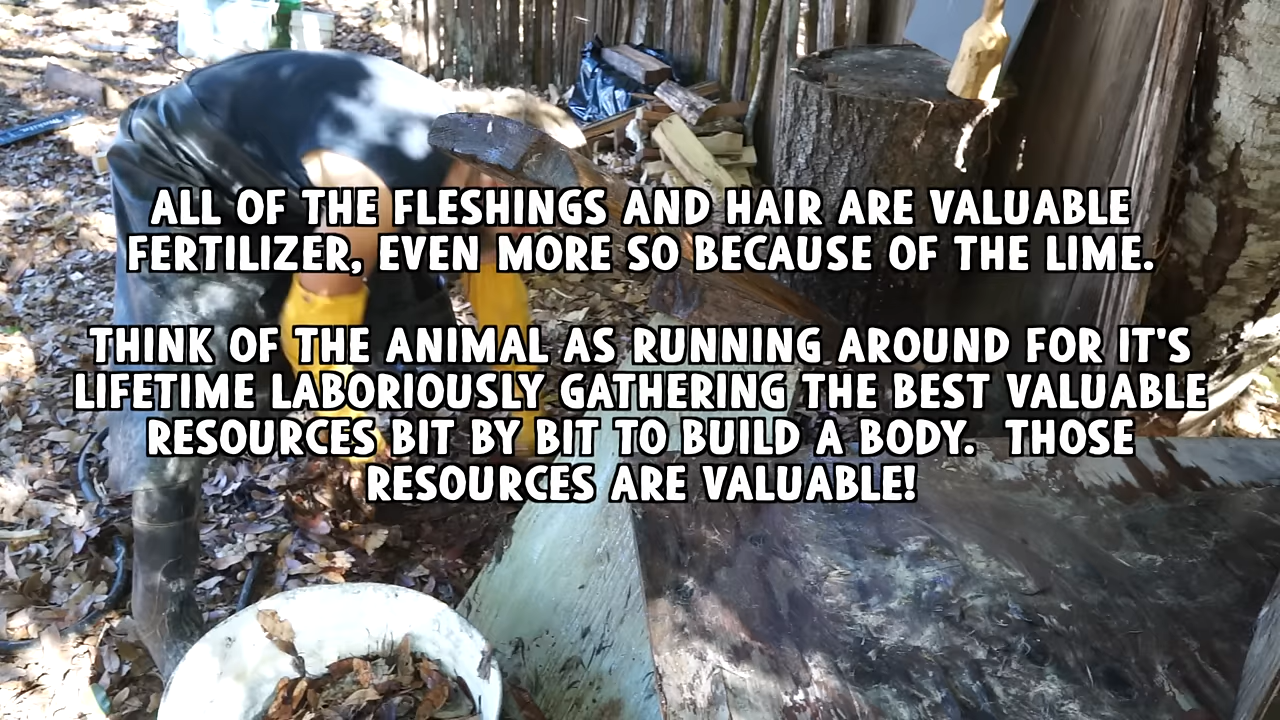 ALL OF THE FLESHINGS AND HAIR ARE VALUABLE
FERTILIZER, EVEN MORE SO BECAUSE OF THE LIME.
THINK OF THE ANIMAL AS RUNNING AROUND FOR IT'S
LIFETIME LABORIOUSLY GATHERING THE BEST VALUABLE
RESOURCES BIT BY BIT TO BUILD A BODY. THOSE
RESOURCES ARE VALUABLE!